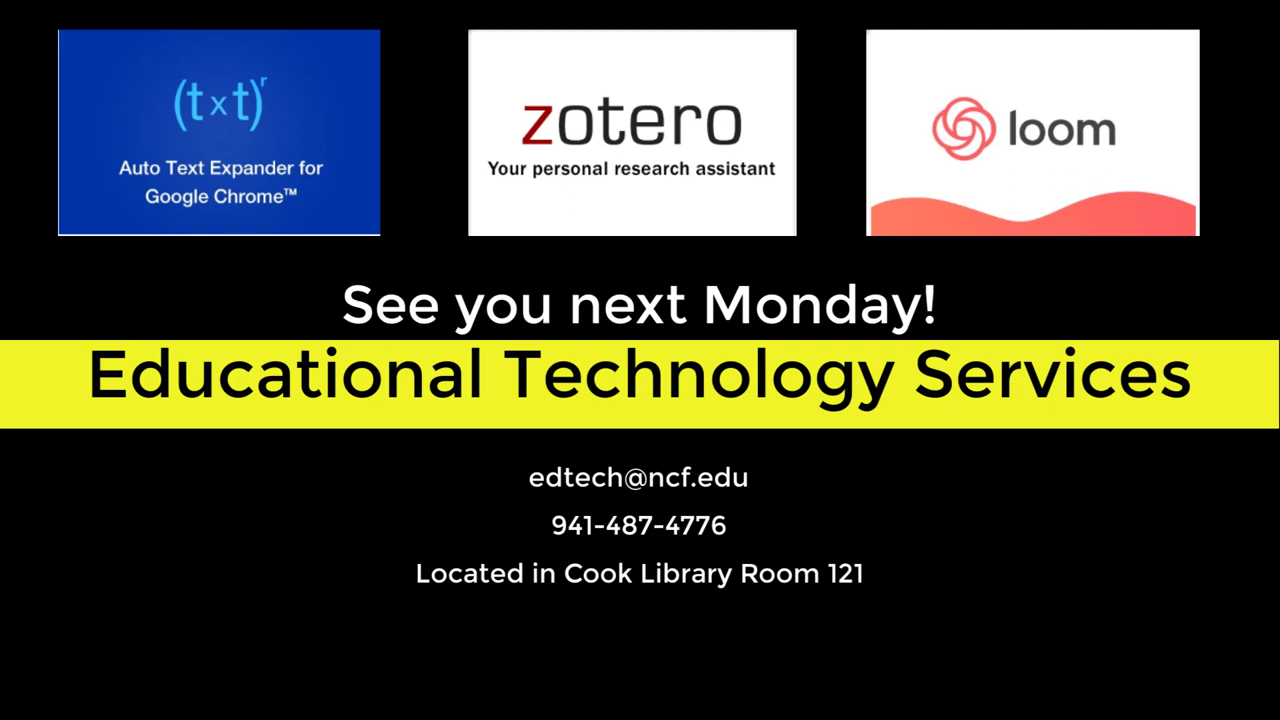 (txt)r
Auto Text Expander for
Google Chrome™
zotero
Your personal research assistant
loom
See you next Monday!
Educational Technology Services
edtech@ncf.edu
941-487-4776
Located in Cook Library Room 121